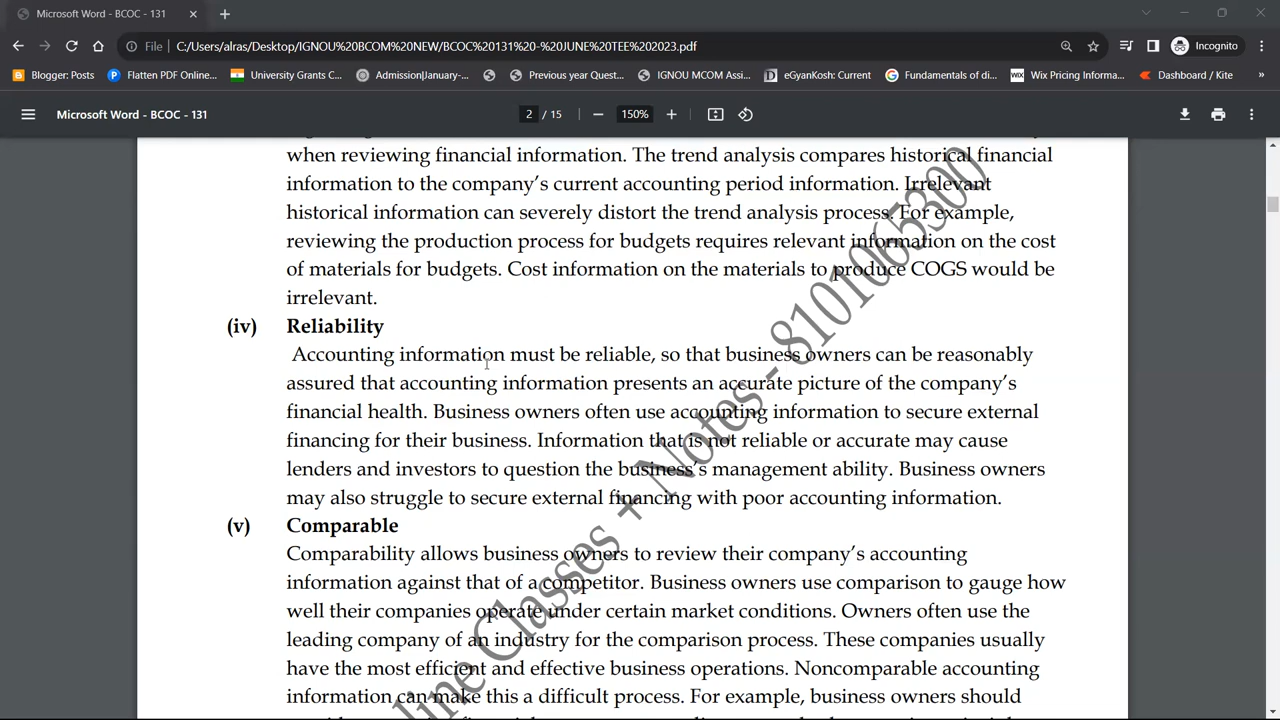 Microsoft Word - BCOC - 131
Incognito
File C:/Users/alras/Desktop/IGNOU%20BCOM%20NEW/BCOC%20131%20-%20JUNE%20TEE%202023.pdf
Blogger: Posts Flatten PDF Online... University Grants C... Admission|January-... Previous year Quest... IGNOU MCOM Assi... eGyanKosh: Current Fundamentals of di... Wix Pricing Informa... Dashboard / Kite »
Microsoft Word - BCOC - 131 2 / 15 150%
when reviewing financial information. The trend analysis compares historical financial
information to the company's current accounting period information. Irrelevant
historical information can severely distort the trend analysis process. For example,
reviewing the production process for budgets requires relevant information on the cost
of materials for budgets. Cost information on the materials to produce COGS would be
irrelevant.
(iv) Reliability
Accounting information must be reliable, so that business owners can be reasonably
assured that accounting information presents an accurate picture of the company's
financial health. Business owners often use accounting information to secure external
financing for their business. Information that is not reliable or accurate may cause
lenders and investors to question the business's management ability. Business owners
may also struggle to secure external financing with poor accounting information.
(v) Comparable
Comparability allows business owners to review their company's accounting
information against that of a competitor. Business owners use comparison to gauge how
well their companies operate under certain market conditions. Owners often use the
leading company of an industry for the comparison process. These companies usually
have the most efficient and effective business operations. Noncomparable accounting
information can make this a difficult process. For example, business owners should
line Classes + Notes - 8101065300